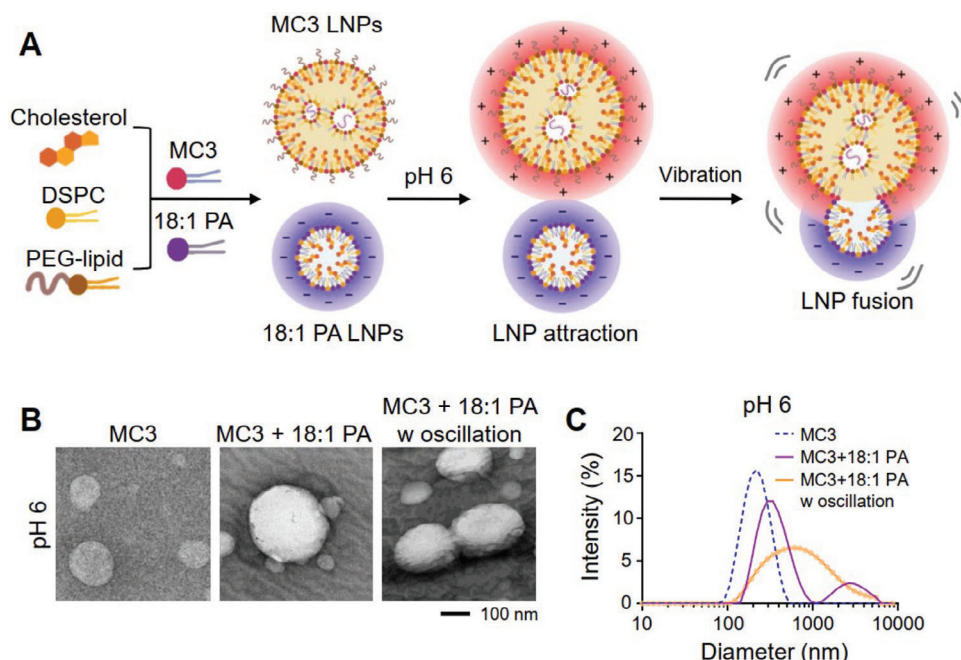 A
MC3 LNPs
Cholesterol
DSPC
PEG-lipid
MC3
18:1 PA
pH 6
Vibration
18:1 PA LNPs
LNP attraction
LNP fusion
B
MC3
MC3 + 18:1 PA
MC3 + 18:1 PA
w oscillation
pH 6
100 nm
C
pH 6
MC3
MC3+18:1 PA
MC3+18:1 PA
w oscillation
Intensity (%)
20
15
10
5
0
10
100
1000
10000
Diameter (nm)